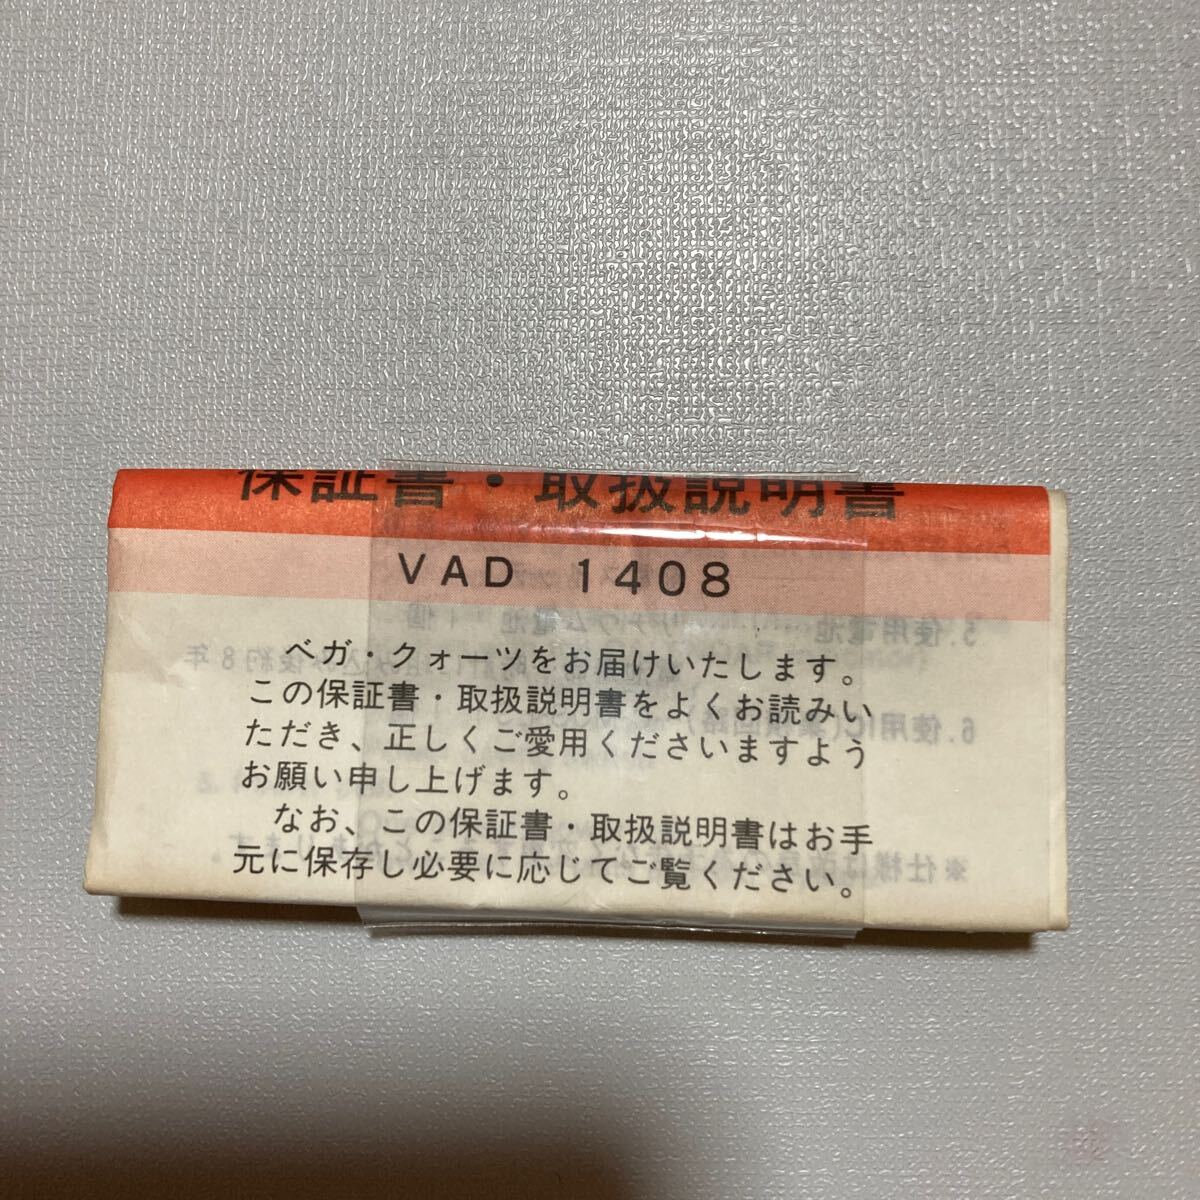 保証書・取扱説明書
VAD 1408
ベガ・クォーツをお届けいたします。
この保証書・取扱説明書をよくお読みい
ただき、正しくご愛用くださいますよう
お願い申し上げます。
なお、この保証書・取扱説明書はお手
元に保存し必要に応じてご覧ください。